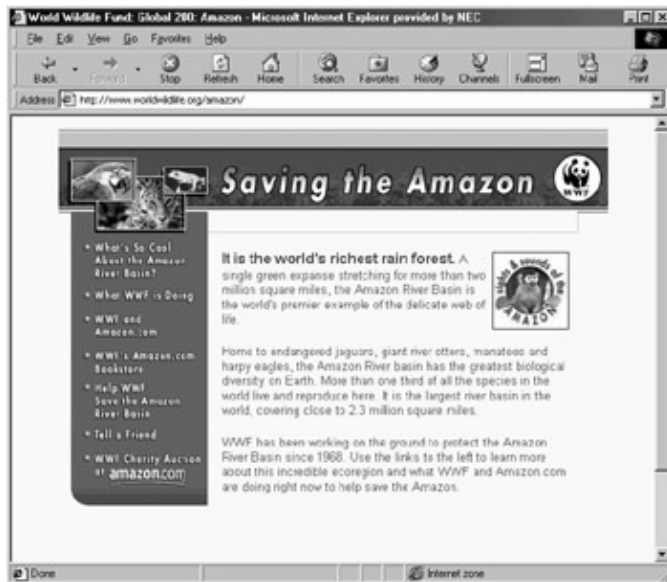 World Wildlife Fund: Global 200: Amazon - Microsoft Internet Explorer provided by NEC
File Edit View Go Favorites Help
Back Forward Stop Refresh Home Search Favorites History Channels Fullscreen Mail Print
Address http://www.worldwildlife.org/amazon/
Saving the Amazon
WWF
What's So Cool
About the Amazon
River Basin?
What WWF is Doing
WWF and
Amazon.com
WWF's Amazon.com
Bookstore
Help WWF
Save the Amazon
River Basin
Tell a Friend
WWF Charity Auction
at amazon.com
It is the world's richest rain forest. A
single green expanse stretching for more than two
million square miles, the Amazon River Basin is
the world's premier example of the delicate web of
life.
sights & sounds of the
AMAZON
Home to endangered jaguars, giant river otters, manatees and
harpy eagles, the Amazon River basin has the greatest biological
diversity on Earth. More than one third of all the species in the
world live and reproduce here. It is the largest river basin in the
world, covering close to 2.3 million square miles.
WWF has been working on the ground to protect the Amazon
River Basin since 1968. Use the links to the left to learn more
about this incredible ecoregion and what WWF and Amazon.com
are doing right now to help save the Amazon.
Done Internet zone